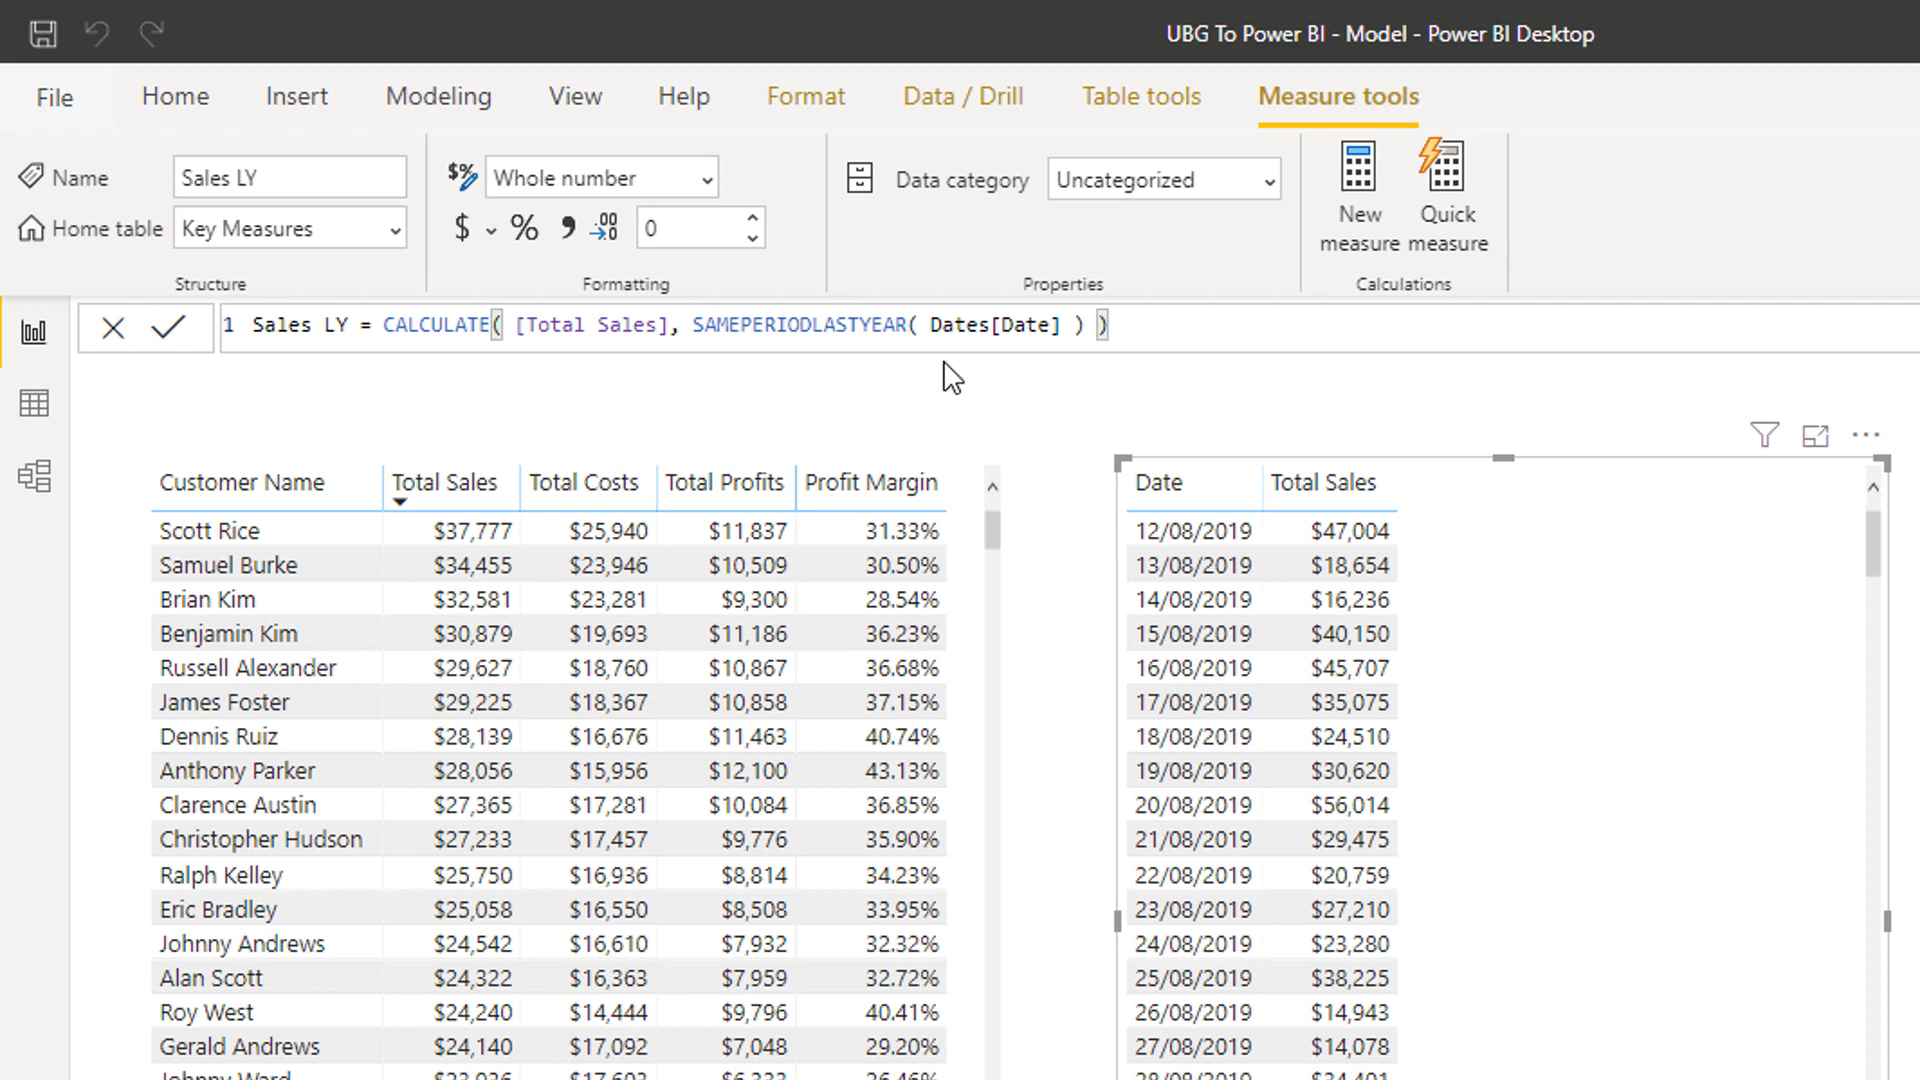 UBG To Power BI - Model - Power BI Desktop
File Home Insert Modeling View Help Format Data / Drill Table tools Measure tools
Name Sales LY $% Whole number Data category Uncategorized New measure Quick measure
Home table Key Measures $ % 9 .00 0
Structure Formatting Properties Calculations
1 Sales LY = CALCULATE( [Total Sales], SAMEPERIODLASTYEAR( Dates[Date] ) )
Customer Name Total Sales Total Costs Total Profits Profit Margin
Scott Rice $37,777 $25,940 $11,837 31.33%
Samuel Burke $34,455 $23,946 $10,509 30.50%
Brian Kim $32,581 $23,281 $9,300 28.54%
Benjamin Kim $30,879 $19,693 $11,186 36.23%
Russell Alexander $29,627 $18,760 $10,867 36.68%
James Foster $29,225 $18,367 $10,858 37.15%
Dennis Ruiz $28,139 $16,676 $11,463 40.74%
Anthony Parker $28,056 $15,956 $12,100 43.13%
Clarence Austin $27,365 $17,281 $10,084 36.85%
Christopher Hudson $27,233 $17,457 $9,776 35.90%
Ralph Kelley $25,750 $16,936 $8,814 34.23%
Eric Bradley $25,058 $16,550 $8,508 33.95%
Johnny Andrews $24,542 $16,610 $7,932 32.32%
Alan Scott $24,322 $16,363 $7,959 32.72%
Roy West $24,240 $14,444 $9,796 40.41%
Gerald Andrews $24,140 $17,092 $7,048 29.20%
Johnny Ward
Date Total Sales
12/08/2019 $47,004
13/08/2019 $18,654
14/08/2019 $16,236
15/08/2019 $40,150
16/08/2019 $45,707
17/08/2019 $35,075
18/08/2019 $24,510
19/08/2019 $30,620
20/08/2019 $56,014
21/08/2019 $29,475
22/08/2019 $20,759
23/08/2019 $27,210
24/08/2019 $23,280
25/08/2019 $38,225
26/08/2019 $14,943
27/08/2019 $14,078
28/08/2019